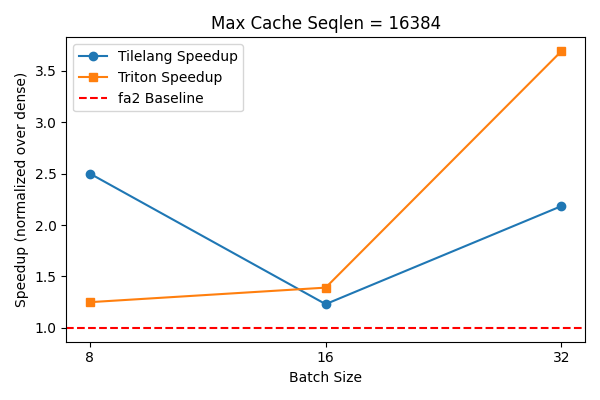 Max Cache Seqlen = 16384
Tilelang Speedup
Triton Speedup
fa2 Baseline
Speedup (normalized over dense)
3.5
3.0
2.5
2.0
1.5
1.0
8
16
32
Batch Size